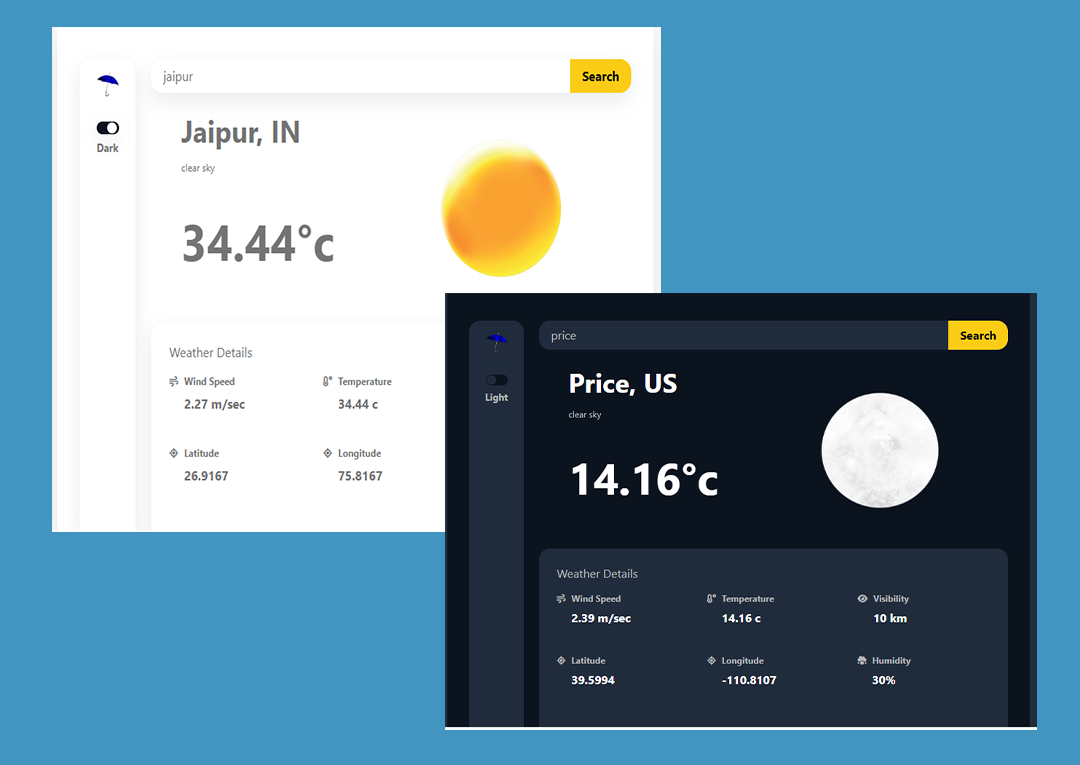 jaipur
Search
Dark
Jaipur, IN
clear sky
34.44°c
Weather Details
Wind Speed
Temperature
2.27 m/sec
34.44 c
Latitude
Longitude
26.9167
75.8167
price
Search
Light
Price, US
clear sky
14.16°c
Weather Details
Wind Speed
Temperature
Visibility
2.39 m/sec
14.16 c
10 km
Latitude
Longitude
Humidity
39.5994
-110.8107
30%